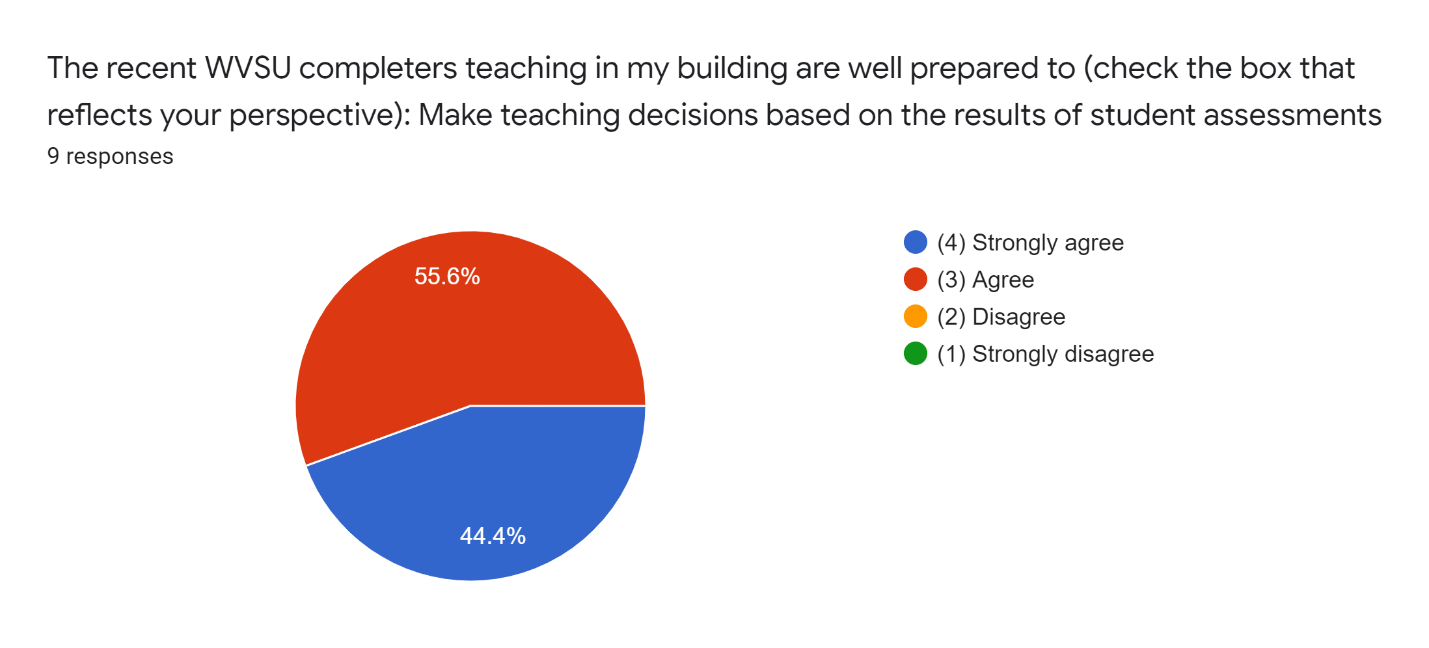 The recent WVSU completers teaching in my building are well prepared to (check the box that
reflects your perspective): Make teaching decisions based on the results of student assessments
9 responses
55.6%
44.4%
(4) Strongly agree
(3) Agree
(2) Disagree
(1) Strongly disagree